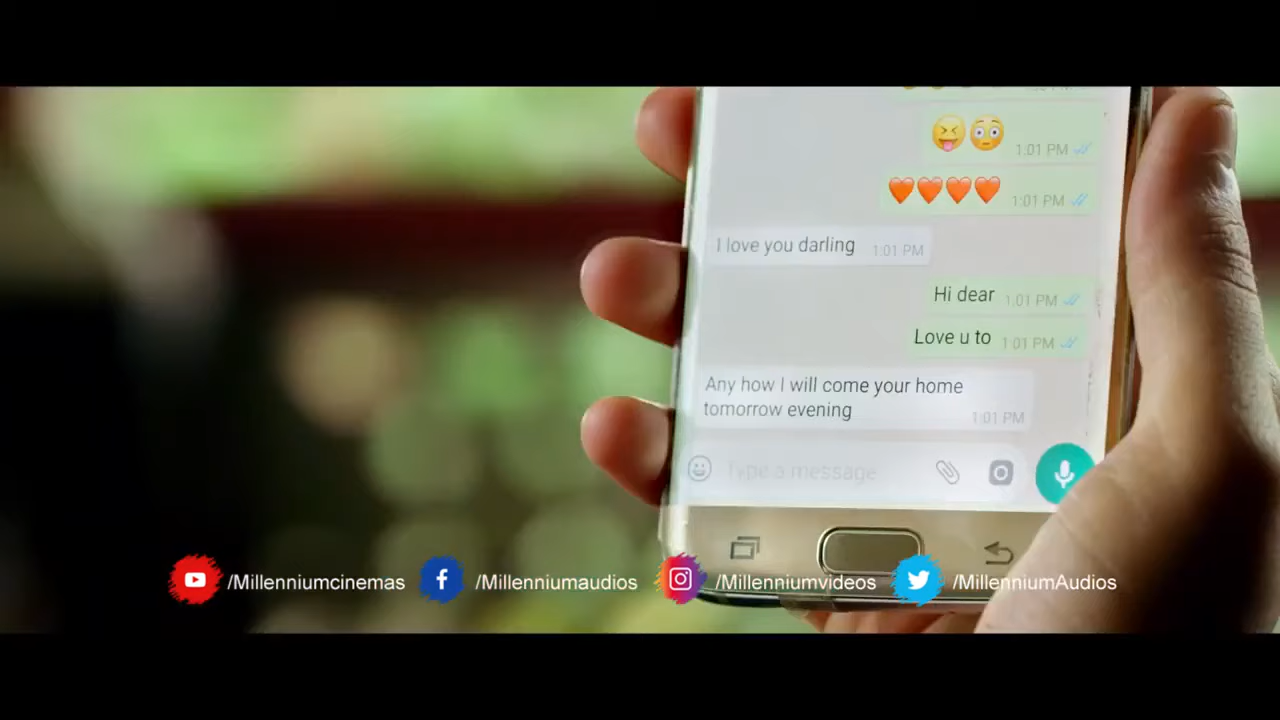 1:01 PM
1:01 PM
I love you darling 1:01 PM
Hi dear 1:01 PM
Love u to 1:01 PM
Any how I will come your home
tomorrow evening 1:01 PM
Type a message
/Millenniumcinemas /Millenniumaudios /Millenniumvideos /MillenniumAudios